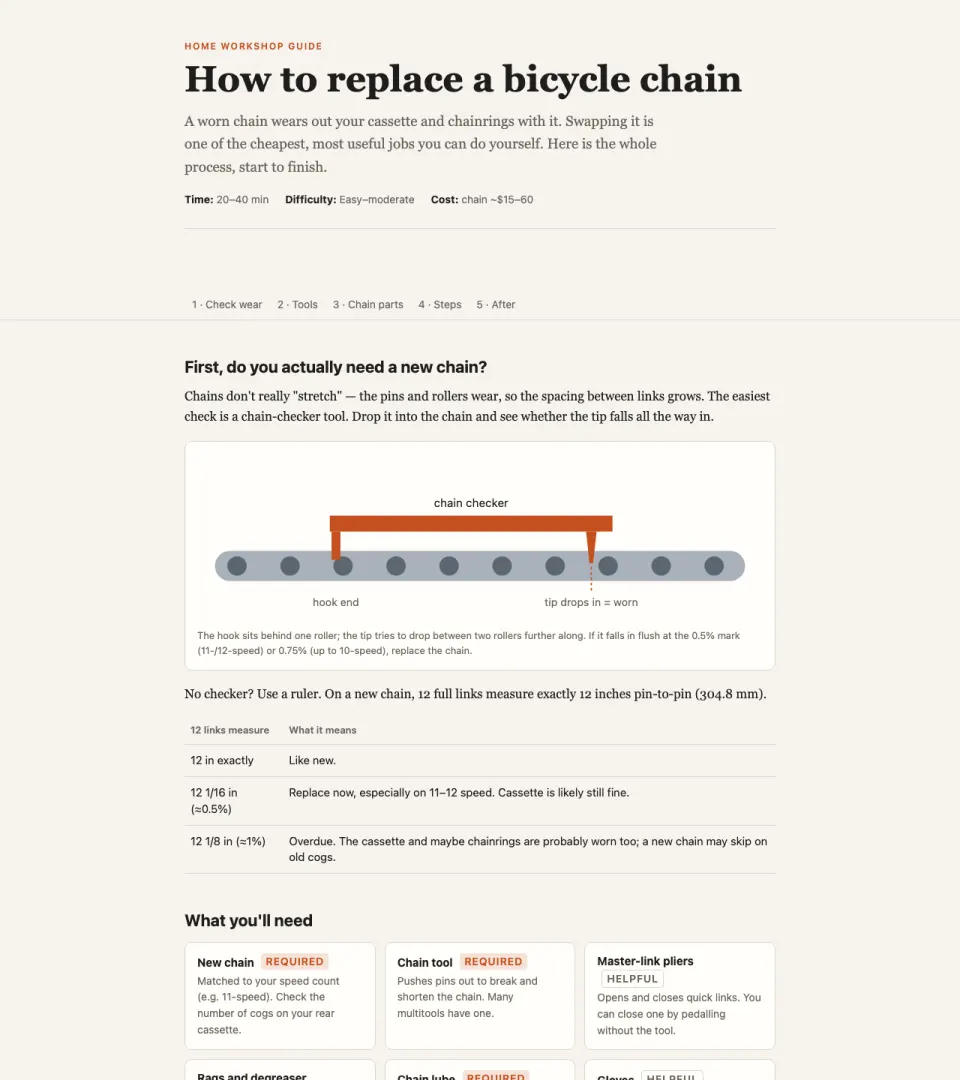 HOME WORKSHOP GUIDE
How to replace a bicycle chain
A worn chain wears out your cassette and chainrings with it. Swapping it is
one of the cheapest, most useful jobs you can do yourself. Here is the whole
process, start to finish.
Time: 20–40 min Difficulty: Easy–moderate Cost: chain ~$15–60
1 · Check wear 2 · Tools 3 · Chain parts 4 · Steps 5 · After
First, do you actually need a new chain?
Chains don't really "stretch" — the pins and rollers wear, so the spacing between links grows. The easiest
check is a chain-checker tool. Drop it into the chain and see whether the tip falls all the way in.
chain checker
hook end
tip drops in = worn
The hook sits behind one roller; the tip tries to drop between two rollers further along. If it falls in flush at the 0.5% mark
(11-/12-speed) or 0.75% (up to 10-speed), replace the chain.
No checker? Use a ruler. On a new chain, 12 full links measure exactly 12 inches pin-to-pin (304.8 mm).
12 links measure What it means
12 in exactly Like new.
12 1/16 in
(≈0.5%)
Replace now, especially on 11–12 speed. Cassette is likely still fine.
12 1/8 in (≈1%)
Overdue. The cassette and maybe chainrings are probably worn too; a new chain may skip on
old cogs.
What you'll need
New chain REQUIRED
Matched to your speed count
(e.g. 11-speed). Check the
number of cogs on your rear
cassette.
Chain tool REQUIRED
Pushes pins out to break and
shorten the chain. Many
multitools have one.
Master-link pliers
HELPFUL
Opens and closes quick links. You
can close one by pedalling
without the tool.
Rags and degreaser
Chain lube REQUIRED
Gloves HELPFUL